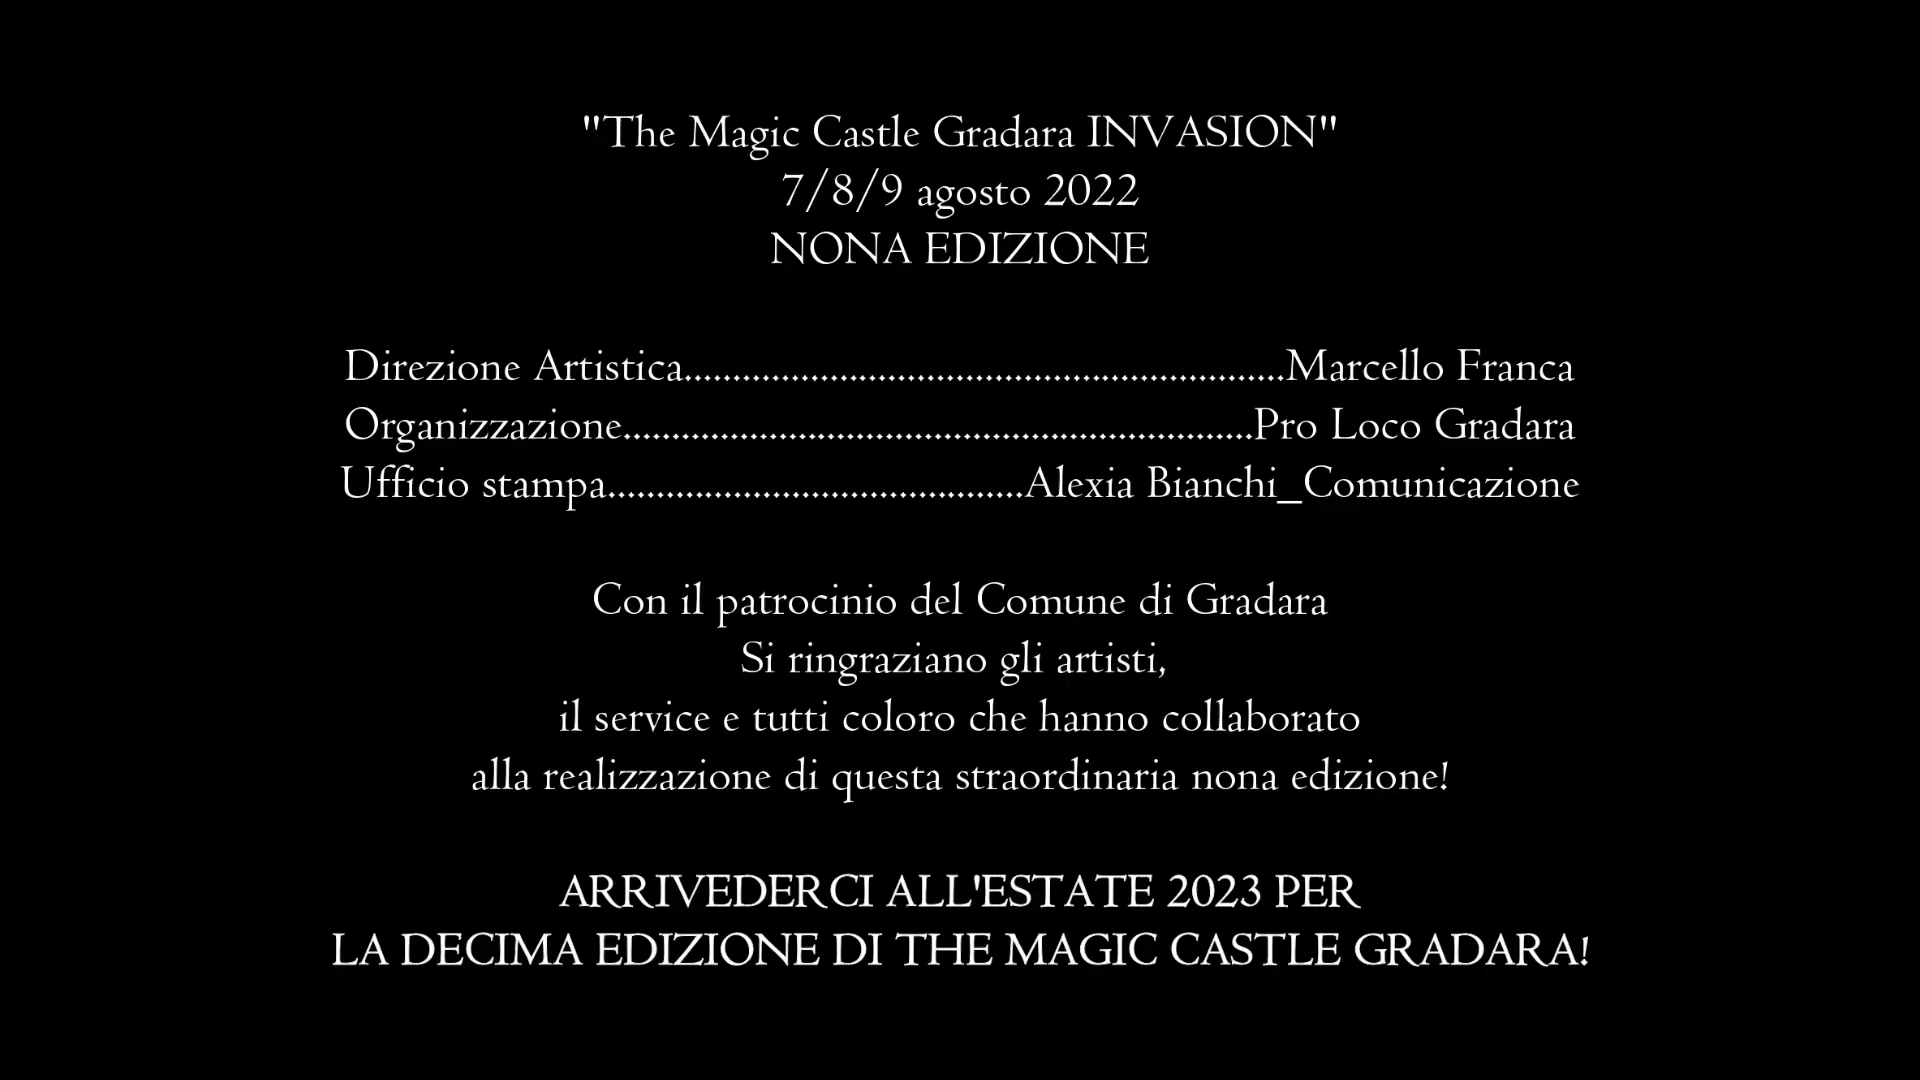 "The Magic Castle Gradara INVASION"
7/8/9 agosto 2022
NONA EDIZIONE
Direzione Artistica..............................................................Marcello Franca
Organizzazione.................................................................Pro Loco Gradara
Ufficio stampa...........................................Alexia Bianchi_Comunicazione
Con il patrocinio del Comune di Gradara
Si ringraziano gli artisti,
il service e tutti coloro che hanno collaborato
alla realizzazione di questa straordinaria nona edizione!
ARRIVEDERCI ALL'ESTATE 2023 PER
LA DECIMA EDIZIONE DI THE MAGIC CASTLE GRADARA!